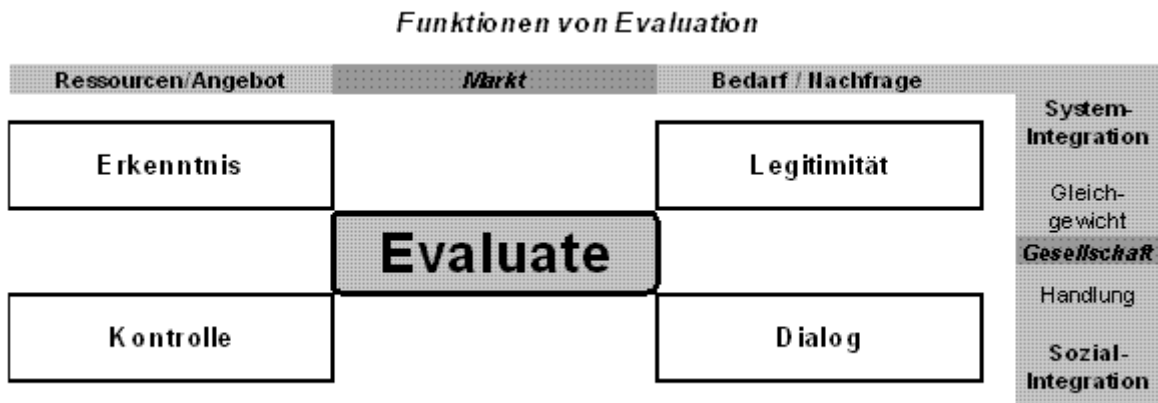 Funktionen von Evaluation
Ressourcen/Angebot Markt Bedarf / Nachfrage
System-
Integration
Erkenntnis Legitimität
Gleich-
gewicht
Evaluate
Gesellschaft
Handlung
Kontrolle Dialog
Sozial-
Integration